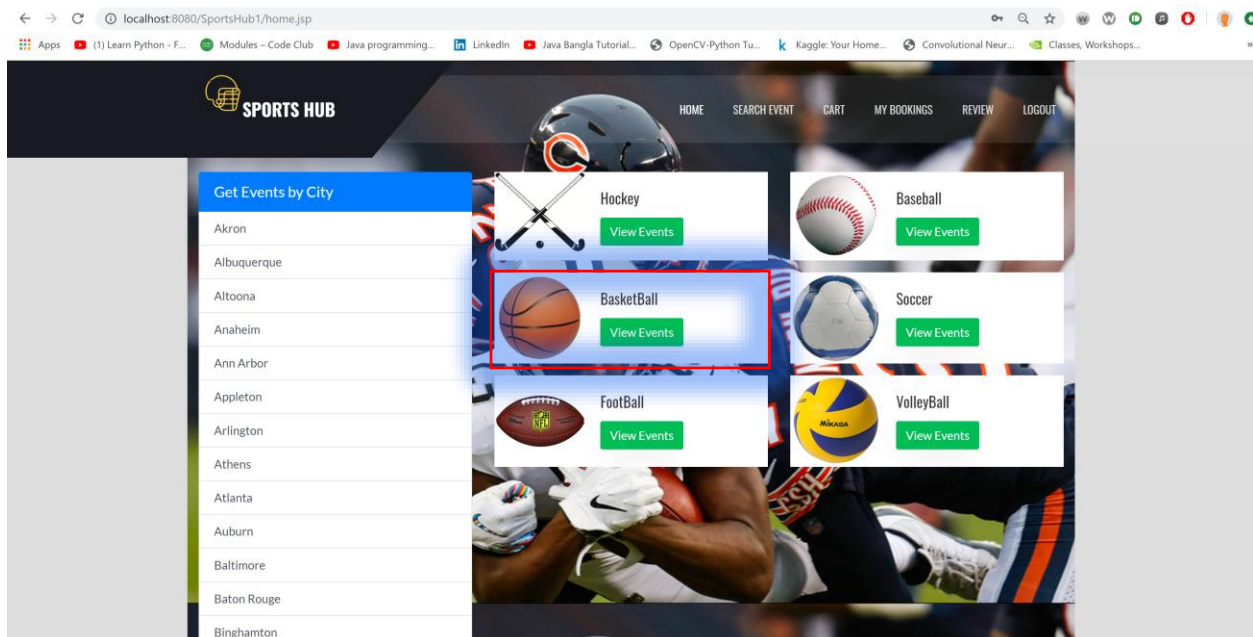 localhost:8080/SportsHub1/home.jsp
Apps (1) Learn Python - F... Modules – Code Club Java programming... LinkedIn Java Bangla Tutorial... OpenCV-Python Tu... Kaggle: Your Home... Convolutional Neur... Classes, Workshops... »
SPORTS HUB
HOME SEARCH EVENT CART MY BOOKINGS REVIEW LOGOUT
Get Events by City
Akron
Albuquerque
Altoona
Anaheim
Ann Arbor
Appleton
Arlington
Athens
Atlanta
Auburn
Baltimore
Baton Rouge
Binghamton
Hockey
View Events
Baseball
View Events
BasketBall
View Events
Soccer
View Events
FootBall
View Events
NFL
VolleyBall
View Events
MIKASA